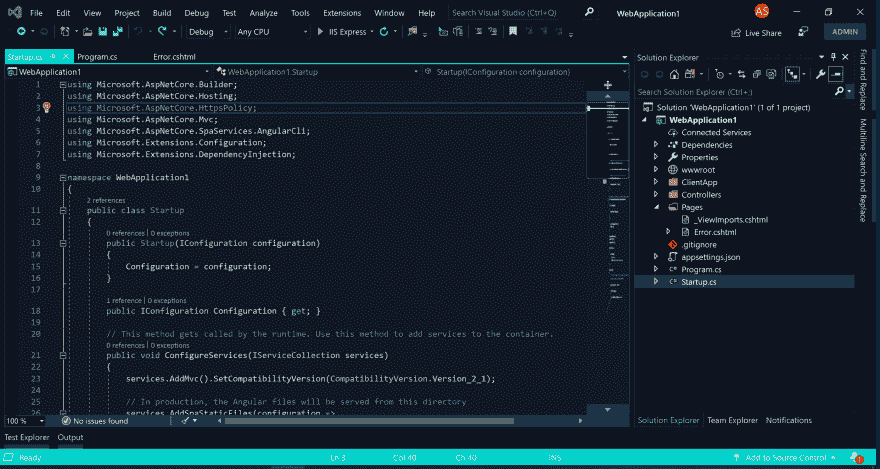 File Edit View Project Build Debug Test Analyze Tools Extensions Window Help Search Visual Studio (Ctrl+Q) WebApplication1 AS
Debug Any CPU IIS Express Live Share ADMIN
Startup.cs Program.cs Error.cshtml
WebApplication1 WebApplication1.Startup Startup(IConfiguration configuration)
1 using Microsoft.AspNetCore.Builder;
2 using Microsoft.AspNetCore.Hosting;
3 using Microsoft.AspNetCore.HttpsPolicy;
4 using Microsoft.AspNetCore.Mvc;
5 using Microsoft.AspNetCore.SpaServices.AngularCli;
6 using Microsoft.Extensions.Configuration;
7 using Microsoft.Extensions.DependencyInjection;
8
9 namespace WebApplication1
10 {
2 references
11 public class Startup
12 {
0 references | 0 exceptions
13 public Startup(IConfiguration configuration)
14 {
15 Configuration = configuration;
16 }
17
1 reference | 0 exceptions
18 public IConfiguration Configuration { get; }
19
20 // This method gets called by the runtime. Use this method to add services to the container.
0 references | 0 exceptions
21 public void ConfigureServices(IServiceCollection services)
22 {
23 services.AddMvc().SetCompatibilityVersion(CompatibilityVersion.Version_2_1);
24
25 // In production, the Angular files will be served from this directory
26 services.AddSpaStaticFiles(configuration =>
100 % No issues found
Test Explorer Output
Ready Ln 3 Col 40 Ch 40 INS Add to Source Control 1
Solution Explorer
Search Solution Explorer (Ctrl+;)
Solution 'WebApplication1' (1 of 1 project)
WebApplication1
Connected Services
Dependencies
Properties
wwwroot
ClientApp
Controllers
Pages
_ViewImports.cshtml
Error.cshtml
.gitignore
appsettings.json
C# Program.cs
C# Startup.cs
Solution Explorer Team Explorer Notifications
Find and Replace
Multiline Search and Replace